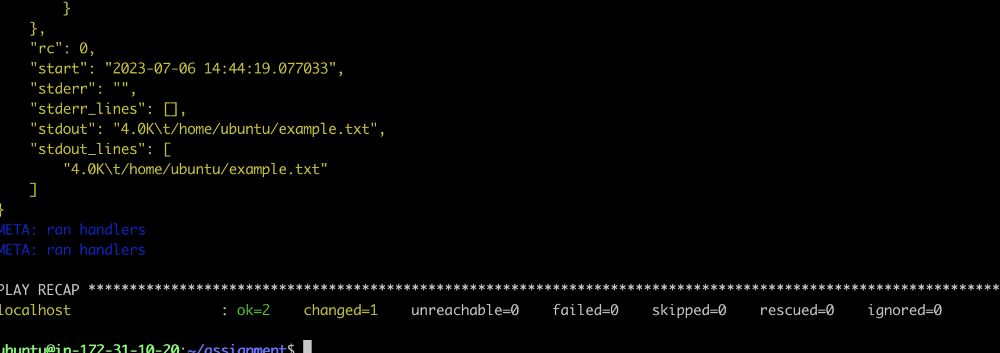 }
},
"rc": 0,
"start": "2023-07-06 14:44:19.077033",
"stderr": "",
"stderr_lines": [],
"stdout": "4.0K\t/home/ubuntu/example.txt",
"stdout_lines": [
"4.0K\t/home/ubuntu/example.txt"
]
}
META: ran handlers
META: ran handlers
PLAY RECAP **************************************************************************************************************
localhost : ok=2 changed=1 unreachable=0 failed=0 skipped=0 rescued=0 ignored=0
ubuntu@ip-172-31-10-20:~/assignment$